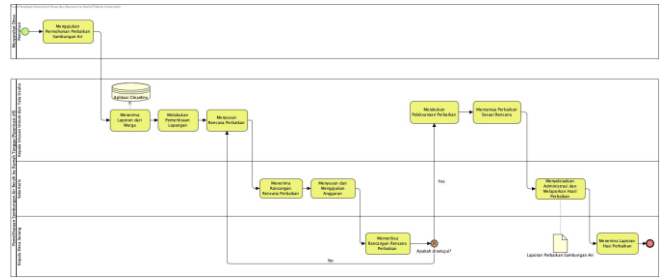 Mengajukan
Permohonan Perbaikan
Sambungan Air
Aplikasi Cleanline
Menerima
Laporan dari
Warga
Melakukan
Pemeriksaan
Lapangan
Menyusun
Rencana Perbaikan
Melakukan
Pelaksanaan Perbaikan
Memantau Perbaikan
Sesuai Rencana
Sekretaris
Menerima
Rancangan
Rencana Perbaikan
Menyusun dan
Mengajukan
Anggaran
Yes
Menyelesaikan
Administrasi dan
Melaporkan Hasil
Perbaikan
Memeriksa
Rancangan Rencana
Perbaikan
Apakah disetujui?
No
Laporan Perbaikan Sambungan Air
Menerima Laporan
Hasil Perbaikan